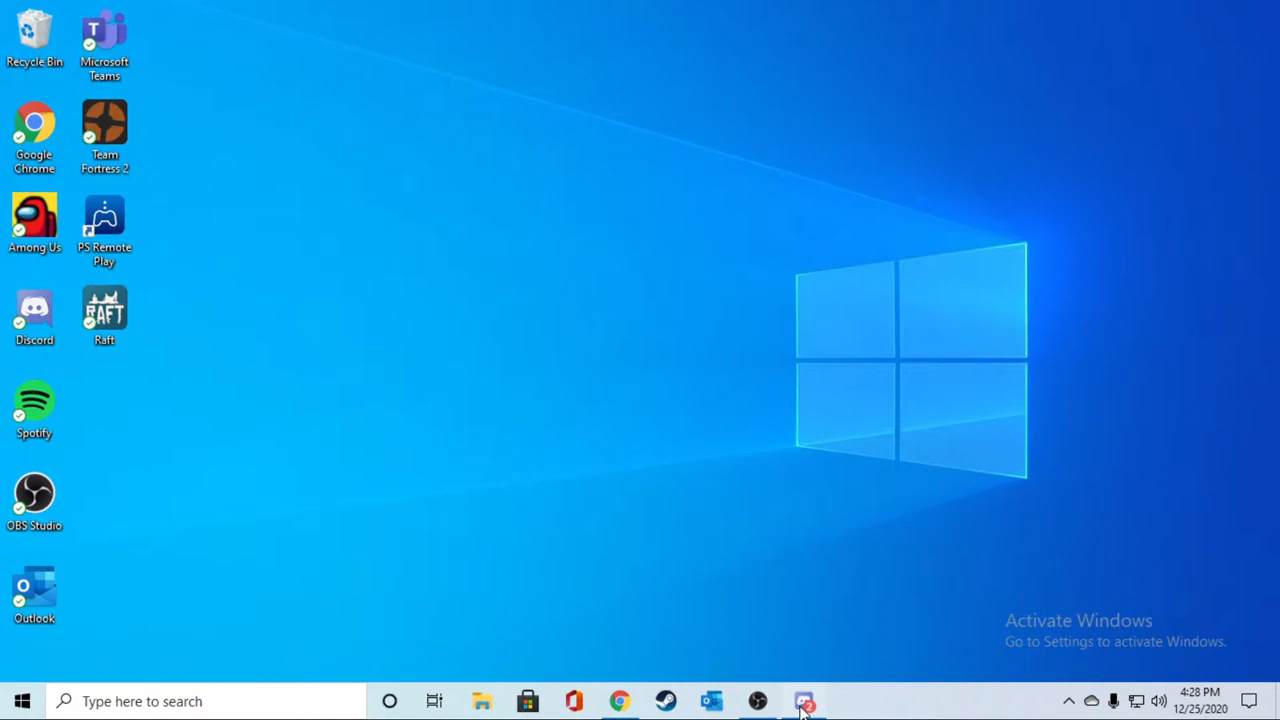 Recycle Bin
Microsoft
Teams
Google
Chrome
Team
Fortress 2
Among Us
PS Remote
Play
Discord
RAFT
Raft
Spotify
OBS Studio
Outlook
Activate Windows
Go to Settings to activate Windows.
Type here to search
2
4:28 PM
12/25/2020